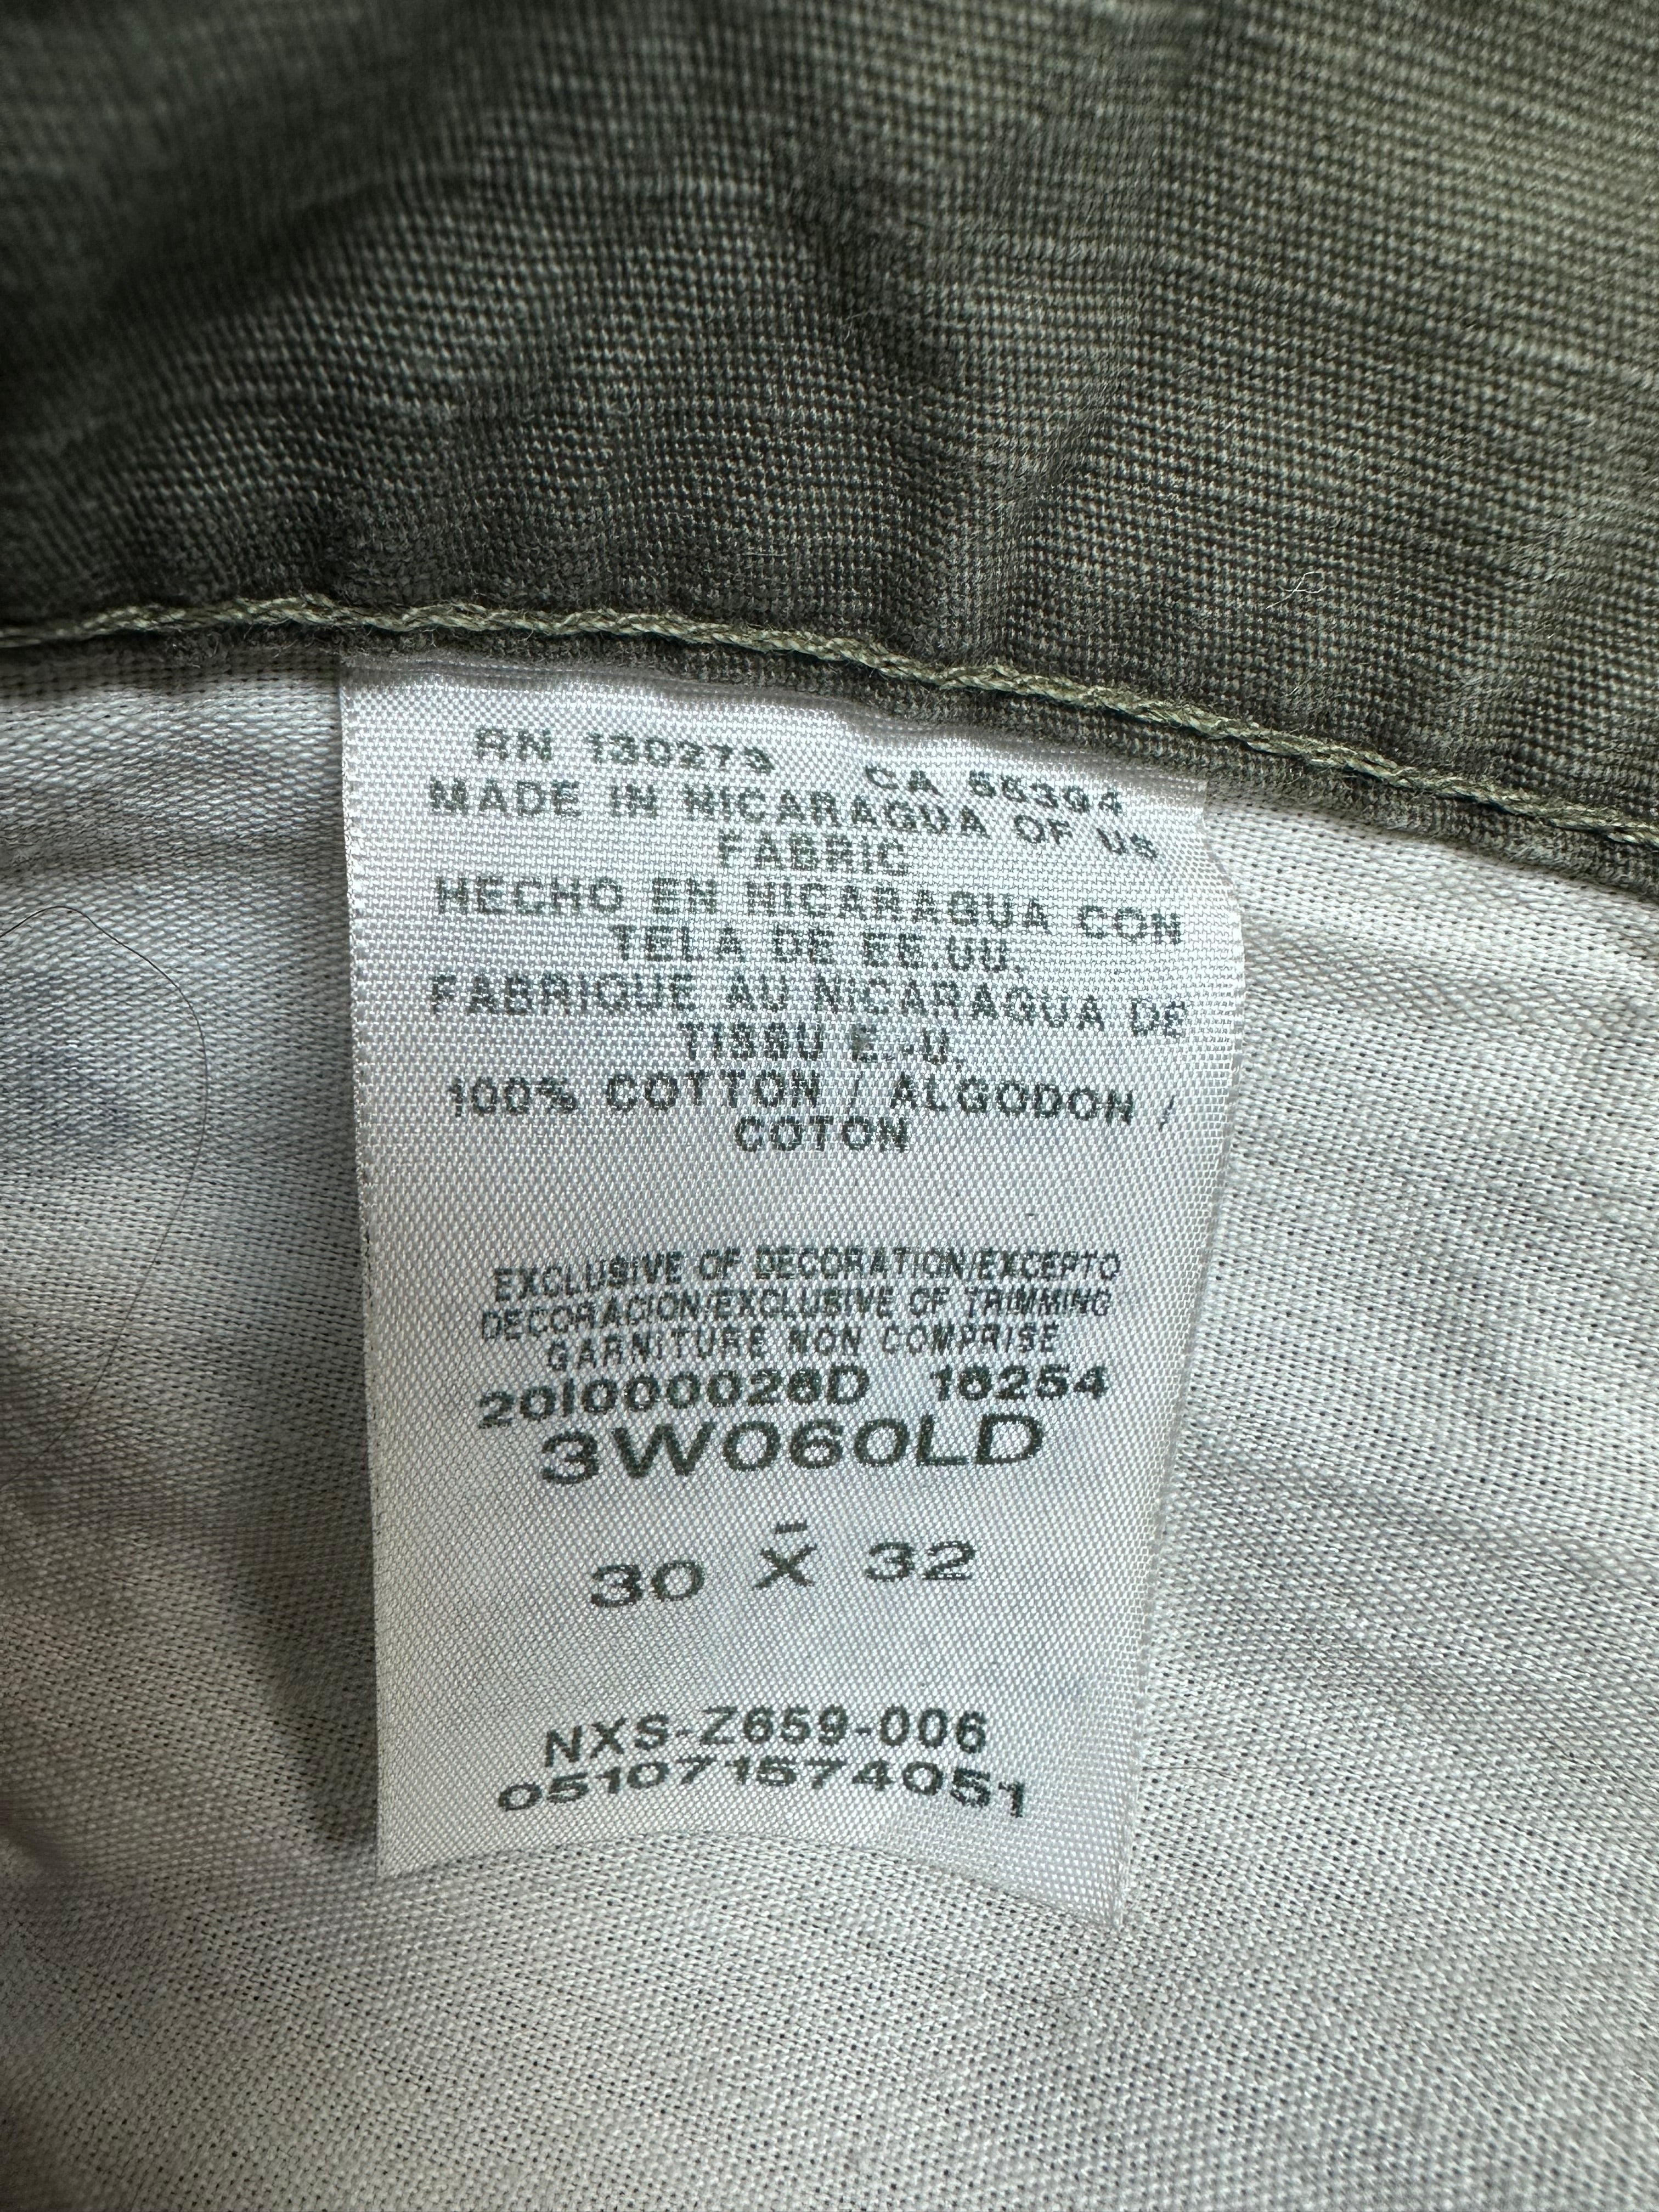 RN 130273 CA 55394
MADE IN NICARAGUA OF US
FABRIC
HECHO EN NICARAGUA CON
TELA DE EE.UU.
FABRIQUE AU NICARAGUA DE
TISSU E.-U.
100% COTTON / ALGODON /
COTON
EXCLUSIVE OF DECORATION/EXCEPTO
DECORACION/EXCLUSIVE OF TRIMMING
GARNITURE NON COMPRISE
20I000026D 16254
3W060LD
30 X 32
NXS-Z659-006
051071574051